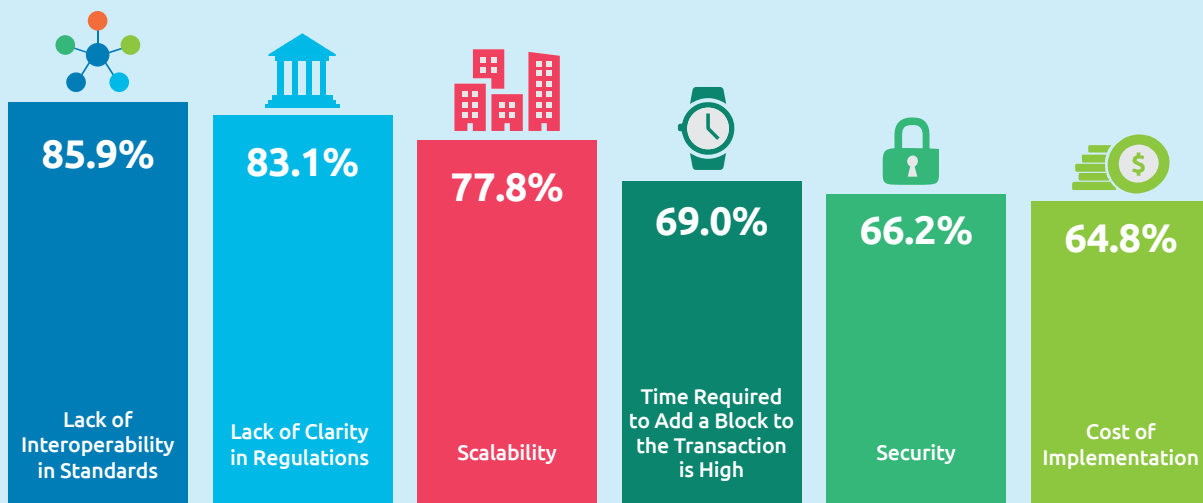 85.9%
Lack of
Interoperability
in Standards
83.1%
Lack of Clarity
in Regulations
77.8%
Scalability
69.0%
Time Required
to Add a Block to
the Transaction
is High
66.2%
Security
$
64.8%
Cost of
Implementation